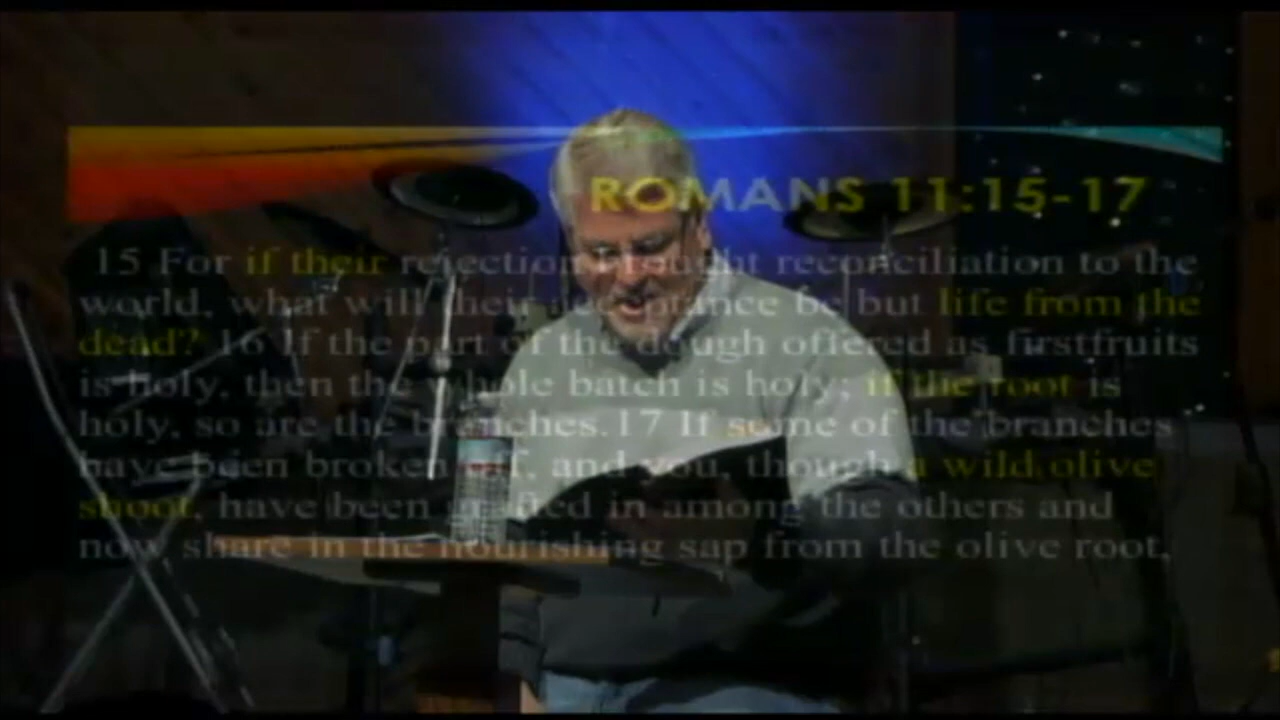 ROMANS 11:15-17
15 For if their rejection brought reconciliation to the
world, what will their acceptance be but life from the
dead? 16 If the part of the dough offered as firstfruits
is holy, then the whole batch is holy; if the root is
holy, so are the branches.17 If some of the branches
have been broken off, and you, though a wild olive
shoot, have been grafted in among the others and
now share in the nourishing sap from the olive root,